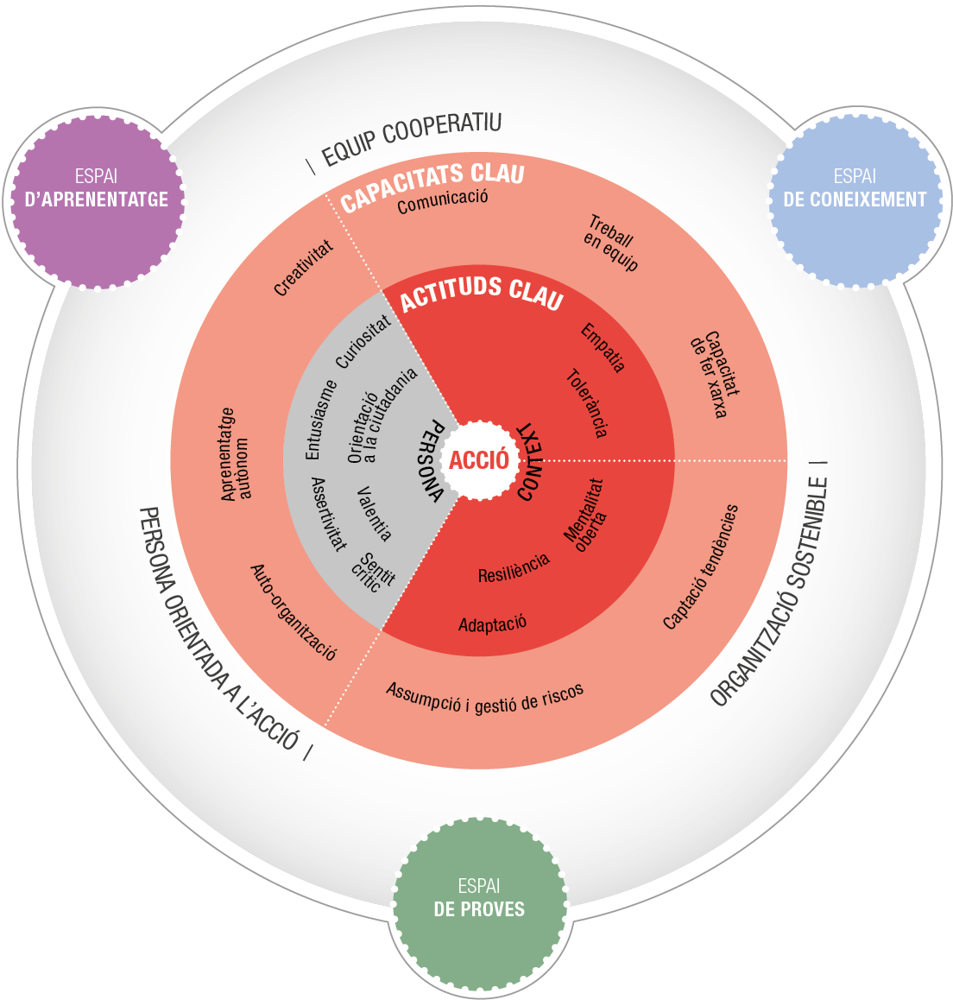 EQUIP COOPERATIU
ESPAI
D'APRENENTATGE
ESPAI
DE CONEIXEMENT
CAPACITATS CLAU
Comunicació
Treball
en equip
Creativitat
ACTITUDS CLAU
Curiositat
Empatia
Capacitat
de fer xarxa
Entusiasme
Orientació
a la ciutadania
Tolerància
Aprenentatge
autònom
PERSONA
ACCIÓ
CONTEXT
Assertivitat
Valentia
Sentit
crític
Mentalitat
oberta
Resiliència
Adaptació
Captació tendències
Auto-organització
Assumpció i gestió de riscos
PERSONA ORIENTADA A L'ACCIÓ
ORGANITZACIÓ SOSTENIBLE
ESPAI
DE PROVES